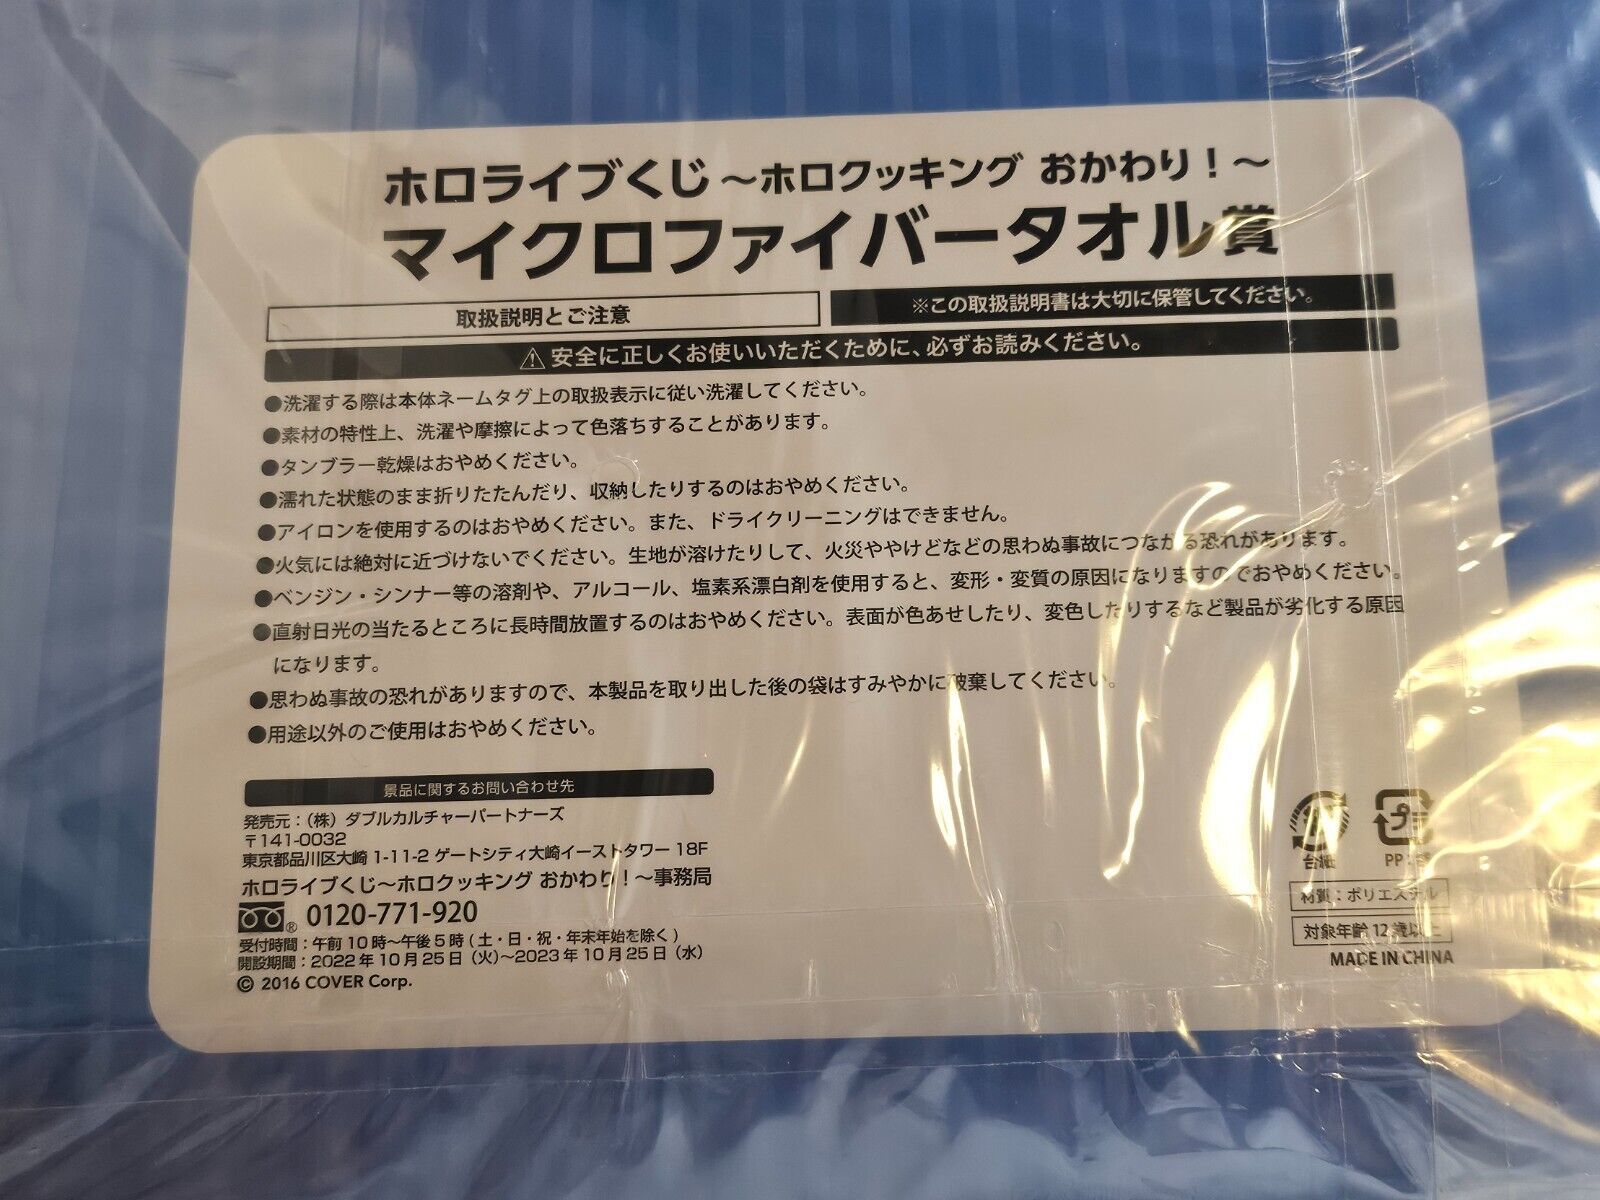 ホロライブくじ ～ホロクッキング おかわり！～
マイクロファイバータオル賞
取扱説明とご注意
※この取扱説明書は大切に保管してください。
⚠安全に正しくお使いいただくために、必ずお読みください。
●洗濯する際は本体ネームタグ上の取扱表示に従い洗濯してください。
●素材の特性上、洗濯や摩擦によって色落ちすることがあります。
●タンブラー乾燥はおやめください。
●濡れた状態のまま折りたたんだり、収納したりするのはおやめください。
●アイロンを使用するのはおやめください。また、ドライクリーニングはできません。
●火気には絶対に近づけないでください。生地が溶けたりして、火災ややけどなどの思わぬ事故につながる恐れがあります。
●ベンジン・シンナー等の溶剤や、アルコール、塩素系漂白剤を使用すると、変形・変質の原因になりますのでおやめください。
●直射日光の当たるところに長時間放置するのはおやめください。表面が色あせしたり、変色したりするなど製品が劣化する原因
になります。
●思わぬ事故の恐れがありますので、本製品を取り出した後の袋はすみやかに破棄してください。
●用途以外のご使用はおやめください。
景品に関するお問い合わせ先
発売元：（株）ダブルカルチャーパートナーズ
〒141-0032
東京都品川区大崎 1-11-2 ゲートシティ大崎イーストタワー 18F
ホロライブくじ～ホロクッキング おかわり！～事務局
® 0120-771-920
受付時間：午前 10 時～午後 5 時 ( 土・日・祝・年末年始を除く )
開設期間：2022 年 10 月 25 日（火）～2023 年 10 月 25 日（水）
© 2016 COVER Corp.
プラ
台紙
PP
材質：ポリエステル
対象年齢 12 歳以上
MADE IN CHINA